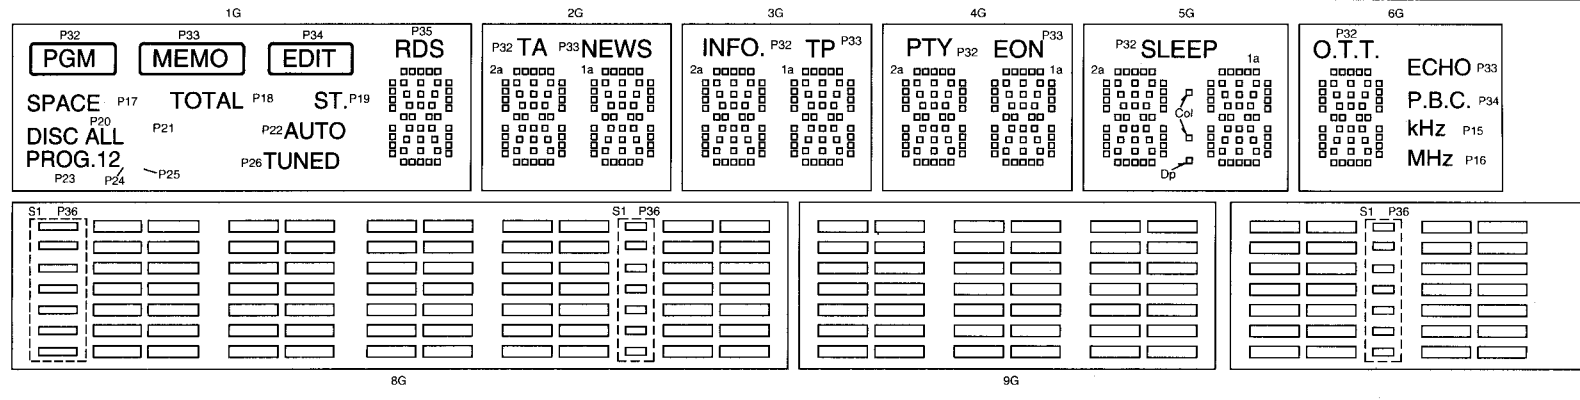 1G 2G 3G 4G 5G 6G
P32 P33 P34 P35
PGM MEMO EDIT RDS
P32 TA P33 NEWS
INFO. P32 TP P33
PTY P32 EON P33
P32 SLEEP
P32
O.T.T.
2a 1a 2a 1a 2a 1a 2a 1a
SPACE P17 TOTAL P18 ST. P19
P20 P21 P22 AUTO
DISC ALL
PROG.12 P26 TUNED
P23 P24 P25
Col
Dp
ECHO P33
P.B.C. P34
kHz P15
MHz P16
S1 P36 S1 P36 S1 P36
8G 9G